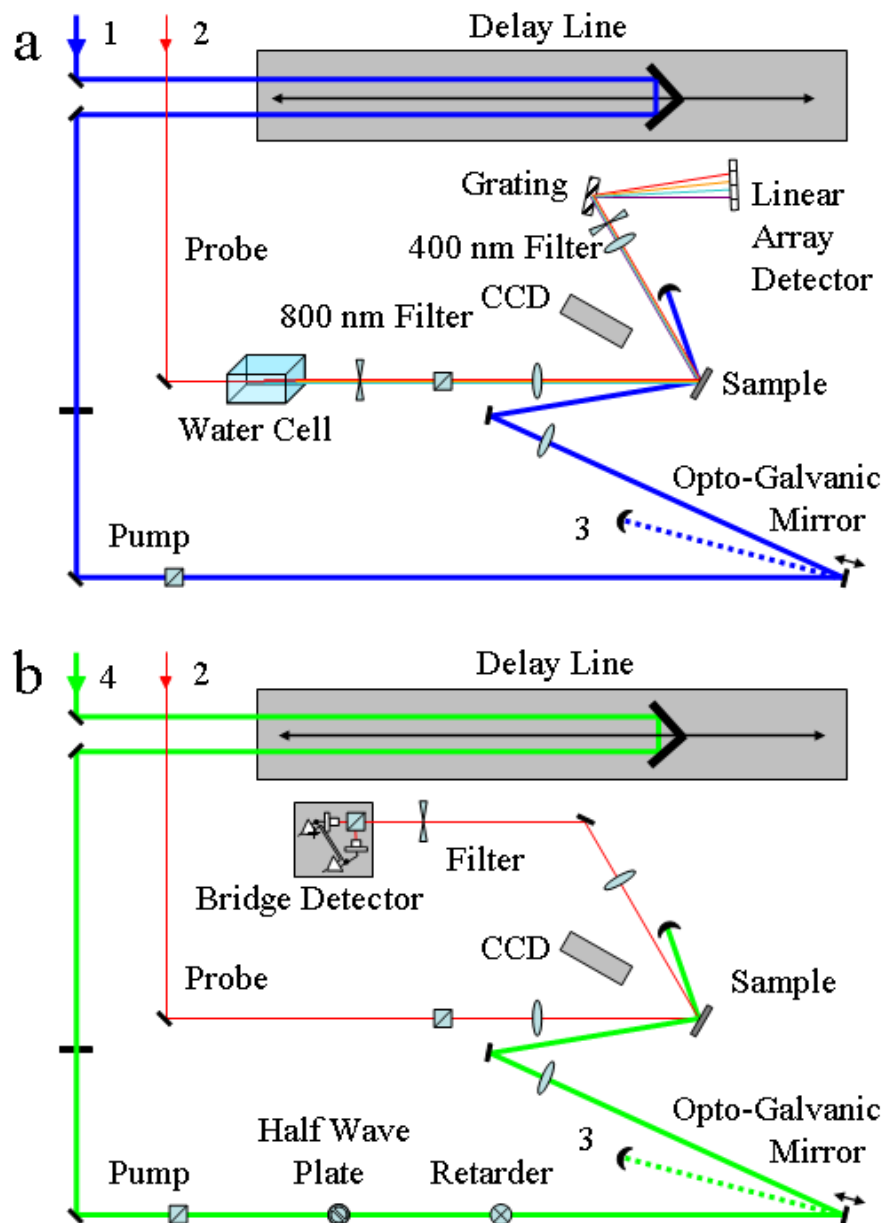 a
1
2
Delay Line
Grating
Linear
Array
Detector
400 nm Filter
Probe
CCD
800 nm Filter
Sample
Water Cell
Opto-Galvanic
Mirror
3
Pump
b
4
2
Delay Line
Filter
Bridge Detector
CCD
Probe
Sample
Opto-Galvanic
Mirror
3
Half Wave
Plate
Pump
Retarder